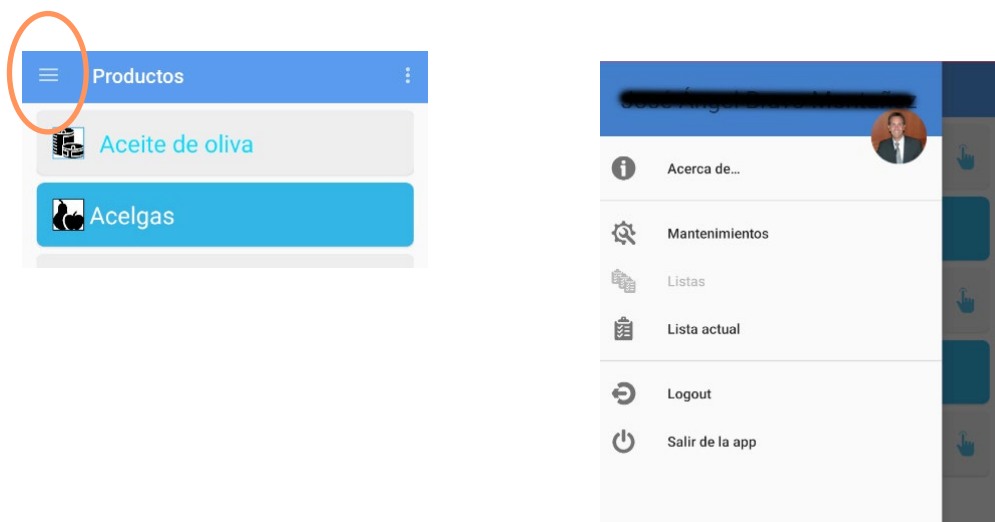 Productos
Aceite de oliva
Acelgas
Acerca de...
Mantenimientos
Listas
Lista actual
Logout
Salir de la app